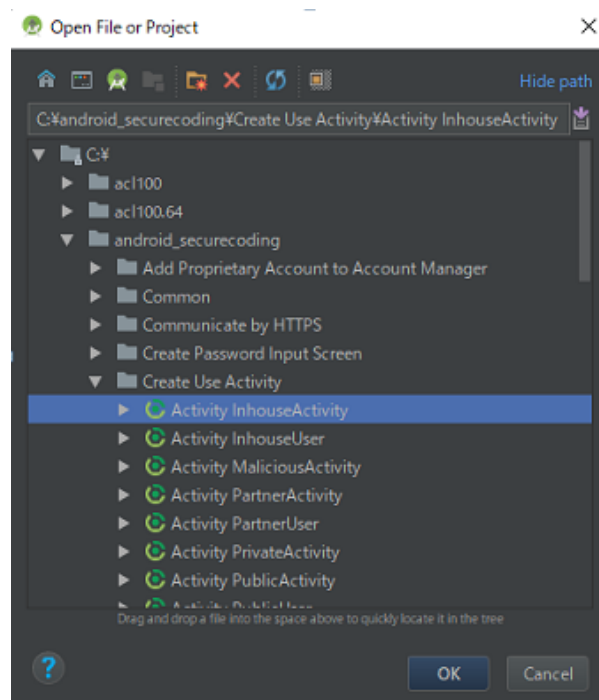 Open File or Project
Hide path
C:¥android_securecoding¥Create Use Activity¥Activity InhouseActivity
C:¥
acl100
acl100.64
android_securecoding
Add Proprietary Account to Account Manager
Common
Communicate by HTTPS
Create Password Input Screen
Create Use Activity
Activity InhouseActivity
Activity InhouseUser
Activity MaliciousActivity
Activity PartnerActivity
Activity PartnerUser
Activity PrivateActivity
Activity PublicActivity
Drag and drop a file into the space above to quickly locate it in the tree
?
OK
Cancel